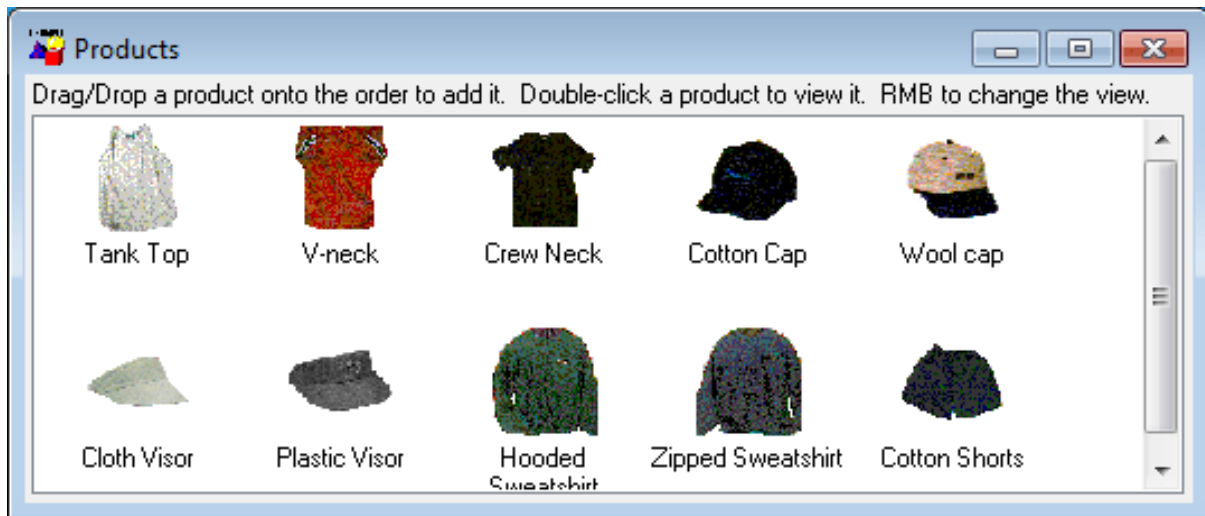 Products
Drag/Drop a product onto the order to add it.  Double-click a product to view it.  RMB to change the view.
Tank Top
V-neck
Crew Neck
Cotton Cap
Wool cap
Cloth Visor
Plastic Visor
Hooded
Sweatshirt
Zipped Sweatshirt
Cotton Shorts